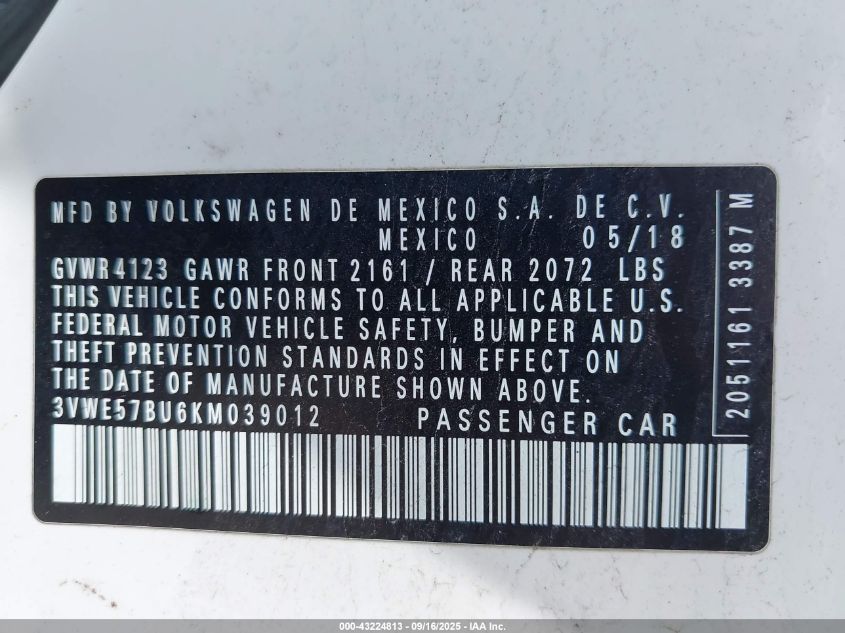 MFD BY VOLKSWAGEN DE MEXICO S.A. DE C.V.
MEXICO 05/18
GVWR4123 GAWR FRONT 2161 / REAR 2072 LBS
THIS VEHICLE CONFORMS TO ALL APPLICABLE U.S.
FEDERAL MOTOR VEHICLE SAFETY, BUMPER AND
THEFT PREVENTION STANDARDS IN EFFECT ON
THE DATE OF MANUFACTURE SHOWN ABOVE.
3VWE57BU6KM039012 PASSENGER CAR
2051161 3387 M
000-43224813 - 09/16/2025 - IAA Inc.